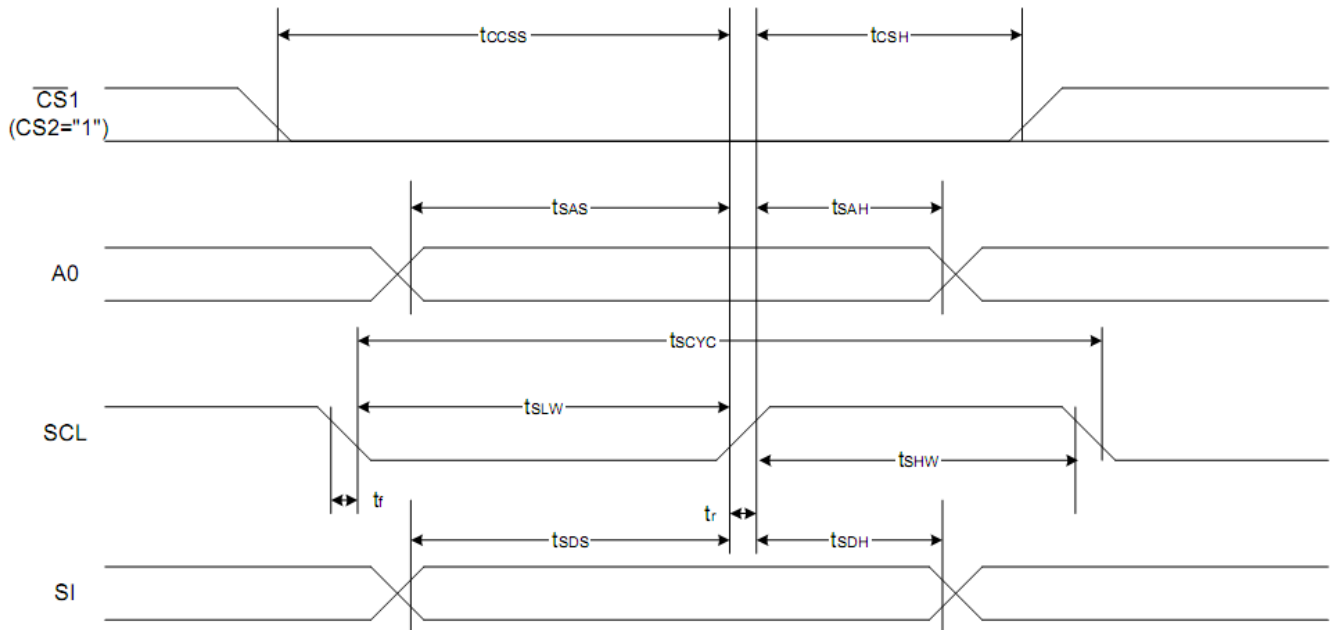 tCCSS tCSH
CS1
(CS2="1")
tSAS tSAH
A0
tSCYC
tSLW
SCL
tSHW
tf tr
tSDS tSDH
SI